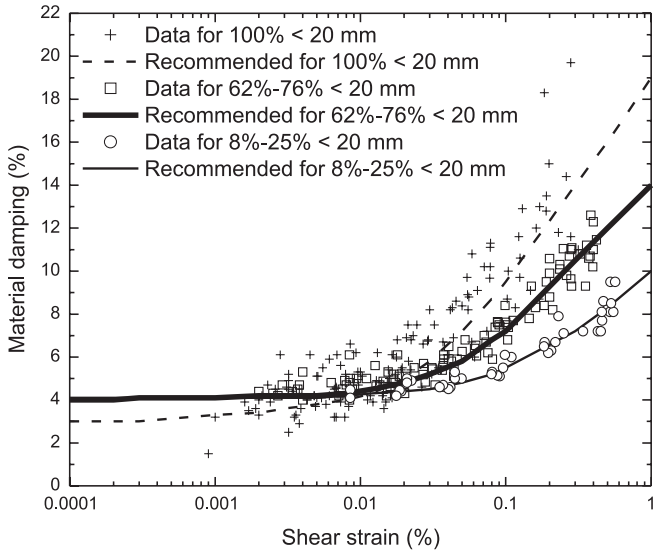 22
20
18
16
14
12
10
8
6
4
2
0
Material damping (%)
Data for 100% < 20 mm
Recommended for 100% < 20 mm
Data for 62%-76% < 20 mm
Recommended for 62%-76% < 20 mm
Data for 8%-25% < 20 mm
Recommended for 8%-25% < 20 mm
0.0001 0.001 0.01 0.1 1
Shear strain (%)